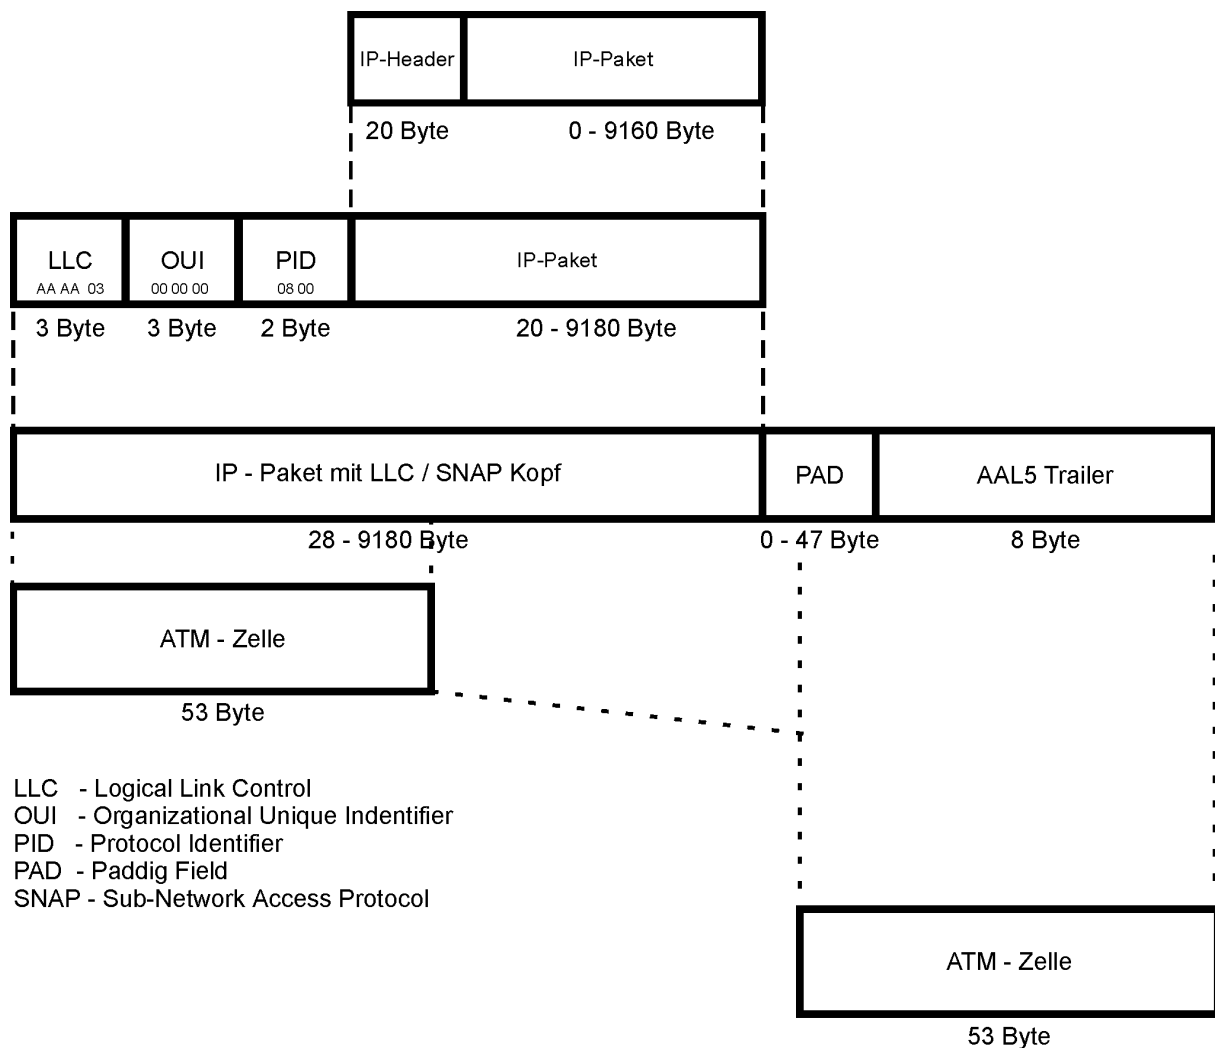 IP-Header IP-Paket
20 Byte 0 - 9160 Byte
LLC OUI PID IP-Paket
AA AA 03 00 00 00 08 00
3 Byte 3 Byte 2 Byte 20 - 9180 Byte
IP - Paket mit LLC / SNAP Kopf PAD AAL5 Trailer
28 - 9180 Byte 0 - 47 Byte 8 Byte
ATM - Zelle
53 Byte
LLC - Logical Link Control
OUI - Organizational Unique Indentifier
PID - Protocol Identifier
PAD - Paddig Field
SNAP - Sub-Network Access Protocol
ATM - Zelle
53 Byte